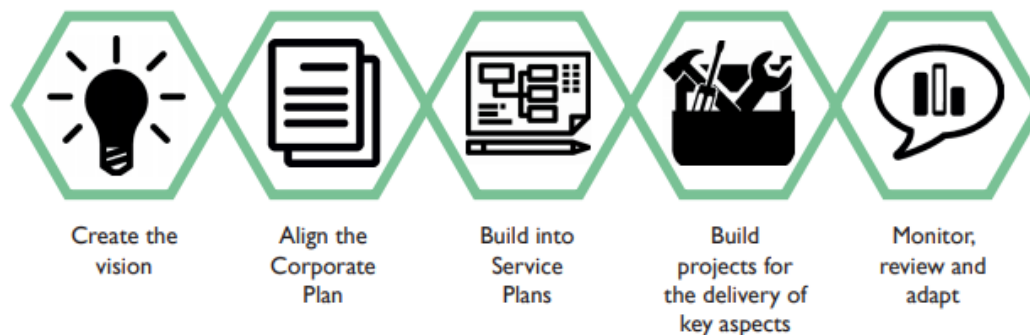 Create the
vision
Align the
Corporate
Plan
Build into
Service
Plans
Build
projects for
the delivery of
key aspects
Monitor,
review and
adapt